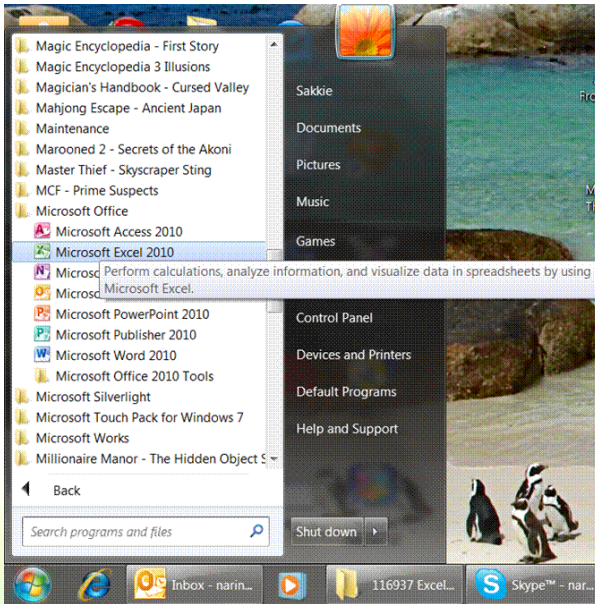 Magic Encyclopedia - First Story
Magic Encyclopedia 3 Illusions
Magician's Handbook - Cursed Valley
Mahjong Escape - Ancient Japan
Maintenance
Marooned 2 - Secrets of the Akoni
Master Thief - Skyscraper Sting
MCF - Prime Suspects
Microsoft Office
Microsoft Access 2010
Microsoft Excel 2010
Microso
Perform calculations, analyze information, and visualize data in spreadsheets by using
Microsoft Excel.
Microso
Microsoft PowerPoint 2010
Microsoft Publisher 2010
Microsoft Word 2010
Microsoft Office 2010 Tools
Microsoft Silverlight
Microsoft Touch Pack for Windows 7
Microsoft Works
Millionaire Manor - The Hidden Object S
Back
Search programs and files
Sakkie
Documents
Pictures
Music
Games
Control Panel
Devices and Printers
Default Programs
Help and Support
Shut down
Fro
M
Th
Inbox - narin...
116937 Excel...
Skype™ - nar...